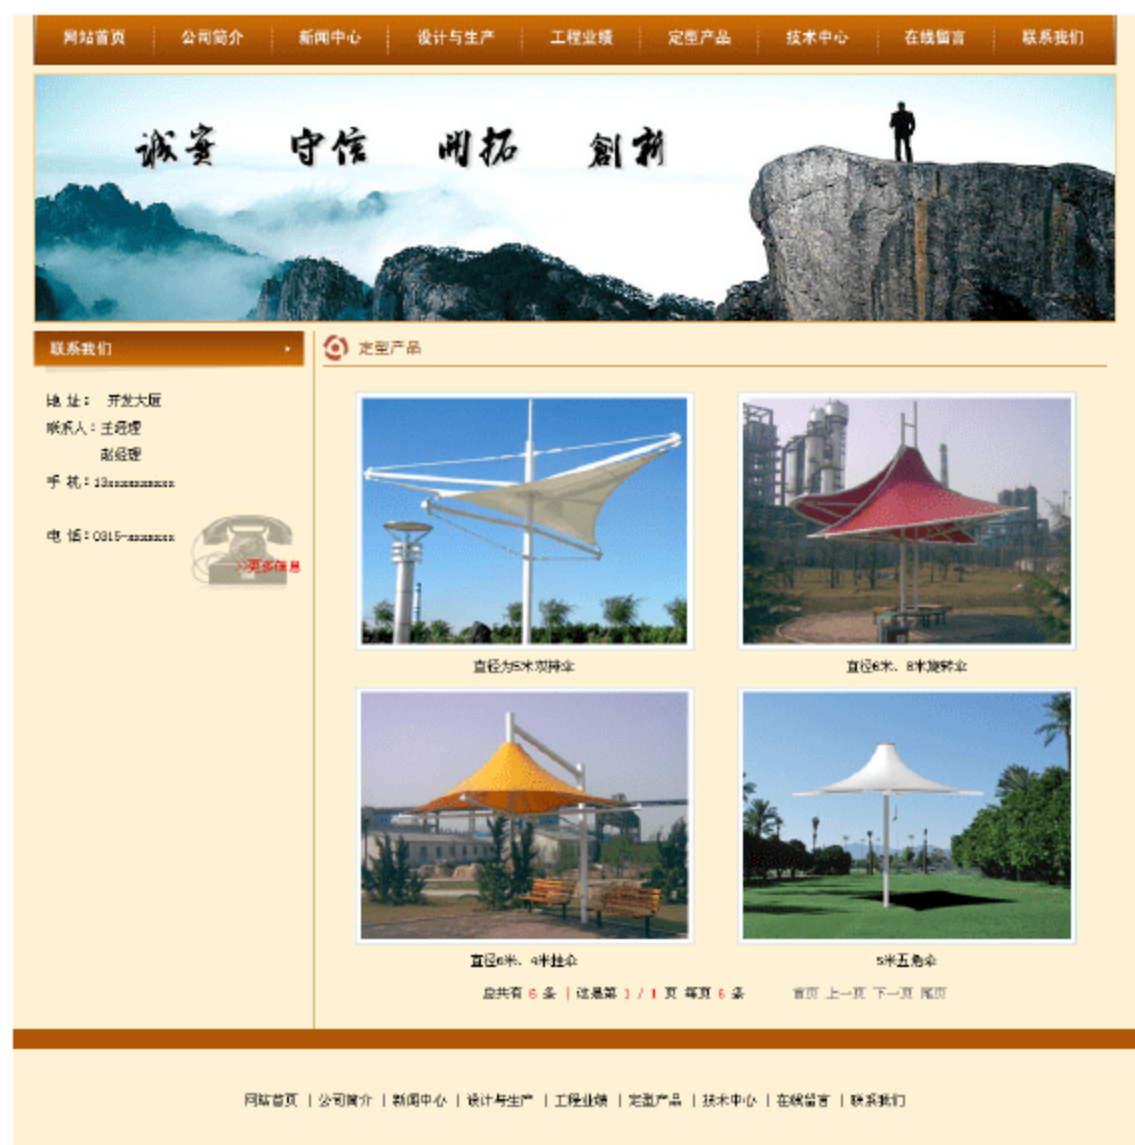 网站首页 公司简介 新闻中心 设计与生产 工程业绩 定型产品 技术中心 在线留言 联系我们
诚实 守信 開拓 創新
联系我们
定型产品
地 址： 开发大厦
联系人：王经理
赵经理
手 机：13xxxxxxxxxx
电 话：0315-xxxxxxx
>>更多信息
直径为5米双排伞
直径6米、8米旋转伞
直径6米、4米挂伞
5米五角伞
总共有 6 条 | 这是第 1 / 1 页 每页 6 条 首页 上一页 下一页 尾页
网站首页 | 公司简介 | 新闻中心 | 设计与生产 | 工程业绩 | 定型产品 | 技术中心 | 在线留言 | 联系我们